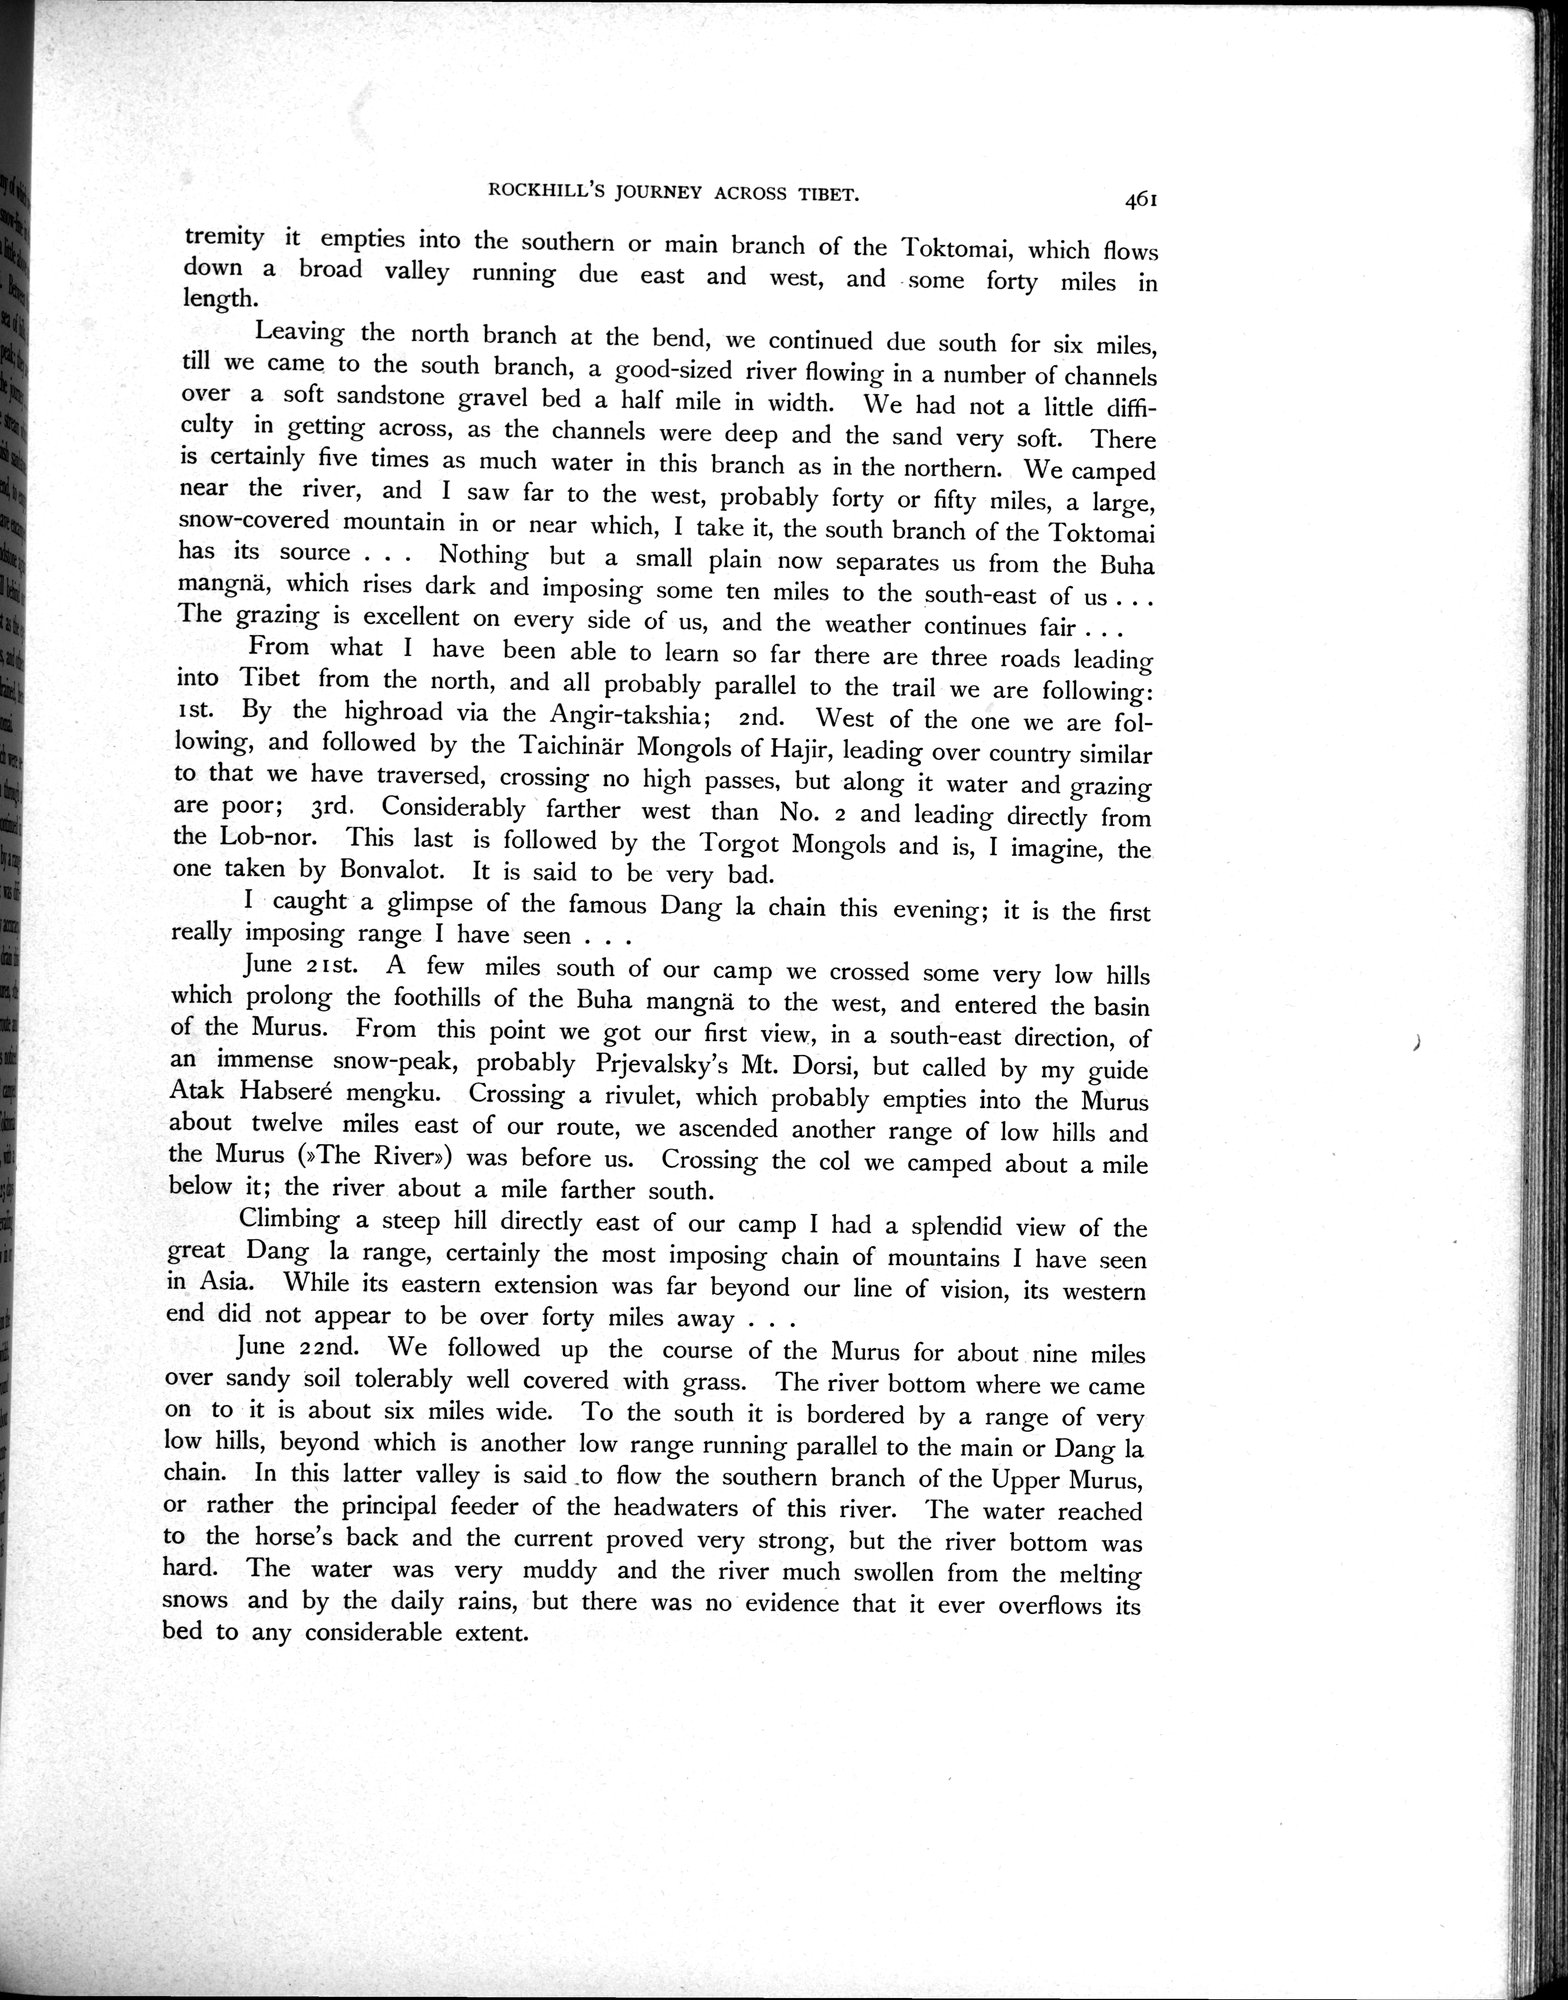 ROCKHILL'S JOURNEY ACROSS TIBET.
461
tremity it empties into the southern or main branch of the Toktomai, which flows
down a broad valley running due east and west, and some forty miles in
length.
Leaving the north branch at the bend, we continued due south for six miles,
till we came to the south branch, a good-sized river flowing in a number of channels
over a soft sandstone gravel bed a half mile in width. We had not a little diffi-
culty in getting across, as the channels were deep and the sand very soft. There
is certainly five times as much water in this branch as in the northern. We camped
near the river, and I saw far to the west, probably forty or fifty miles, a large,
snow-covered mountain in or near which, I take it, the south branch of the Toktomai
has its source . . . Nothing but a small plain now separates us from the Buha
mangnä, which rises dark and imposing some ten miles to the south-east of us . . .
The grazing is excellent on every side of us, and the weather continues fair . . .
From what I have been able to learn so far there are three roads leading
into Tibet from the north, and all probably parallel to the trail we are following:
1st. By the highroad via the Angir-takshia; 2nd. West of the one we are fol-
lowing, and followed by the Taichinär Mongols of Hajir, leading over country similar
to that we have traversed, crossing no high passes, but along it water and grazing
are poor; 3rd. Considerably farther west than No. 2 and leading directly from
the Lob-nor. This last is followed by the Torgot Mongols and is, I imagine, the
one taken by Bonvalot. It is said to be very bad.
I caught a glimpse of the famous Dang la chain this evening; it is the first
really imposing range I have seen . . .
June 21st. A few miles south of our camp we crossed some very low hills
which prolong the foothills of the Buha mangnä to the west, and entered the basin
of the Murus. From this point we got our first view, in a south-east direction, of
an immense snow-peak, probably Prjevalsky's Mt. Dorsi, but called by my guide
Atak Habseré mengku. Crossing a rivulet, which probably empties into the Murus
about twelve miles east of our route, we ascended another range of low hills and
the Murus (»The River») was before us. Crossing the col we camped about a mile
below it; the river about a mile farther south.
Climbing a steep hill directly east of our camp I had a splendid view of the
great Dang la range, certainly the most imposing chain of mountains I have seen
in Asia. While its eastern extension was far beyond our line of vision, its western
end did not appear to be over forty miles away . . .
June 22nd. We followed up the course of the Murus for about nine miles
over sandy soil tolerably well covered with grass. The river bottom where we came
on to it is about six miles wide. To the south it is bordered by a range of very
low hills, beyond which is another low range running parallel to the main or Dang la
chain. In this latter valley is said to flow the southern branch of the Upper Murus,
or rather the principal feeder of the headwaters of this river. The water reached
to the horse's back and the current proved very strong, but the river bottom was
hard. The water was very muddy and the river much swollen from the melting
snows and by the daily rains, but there was no evidence that it ever overflows its
bed to any considerable extent.